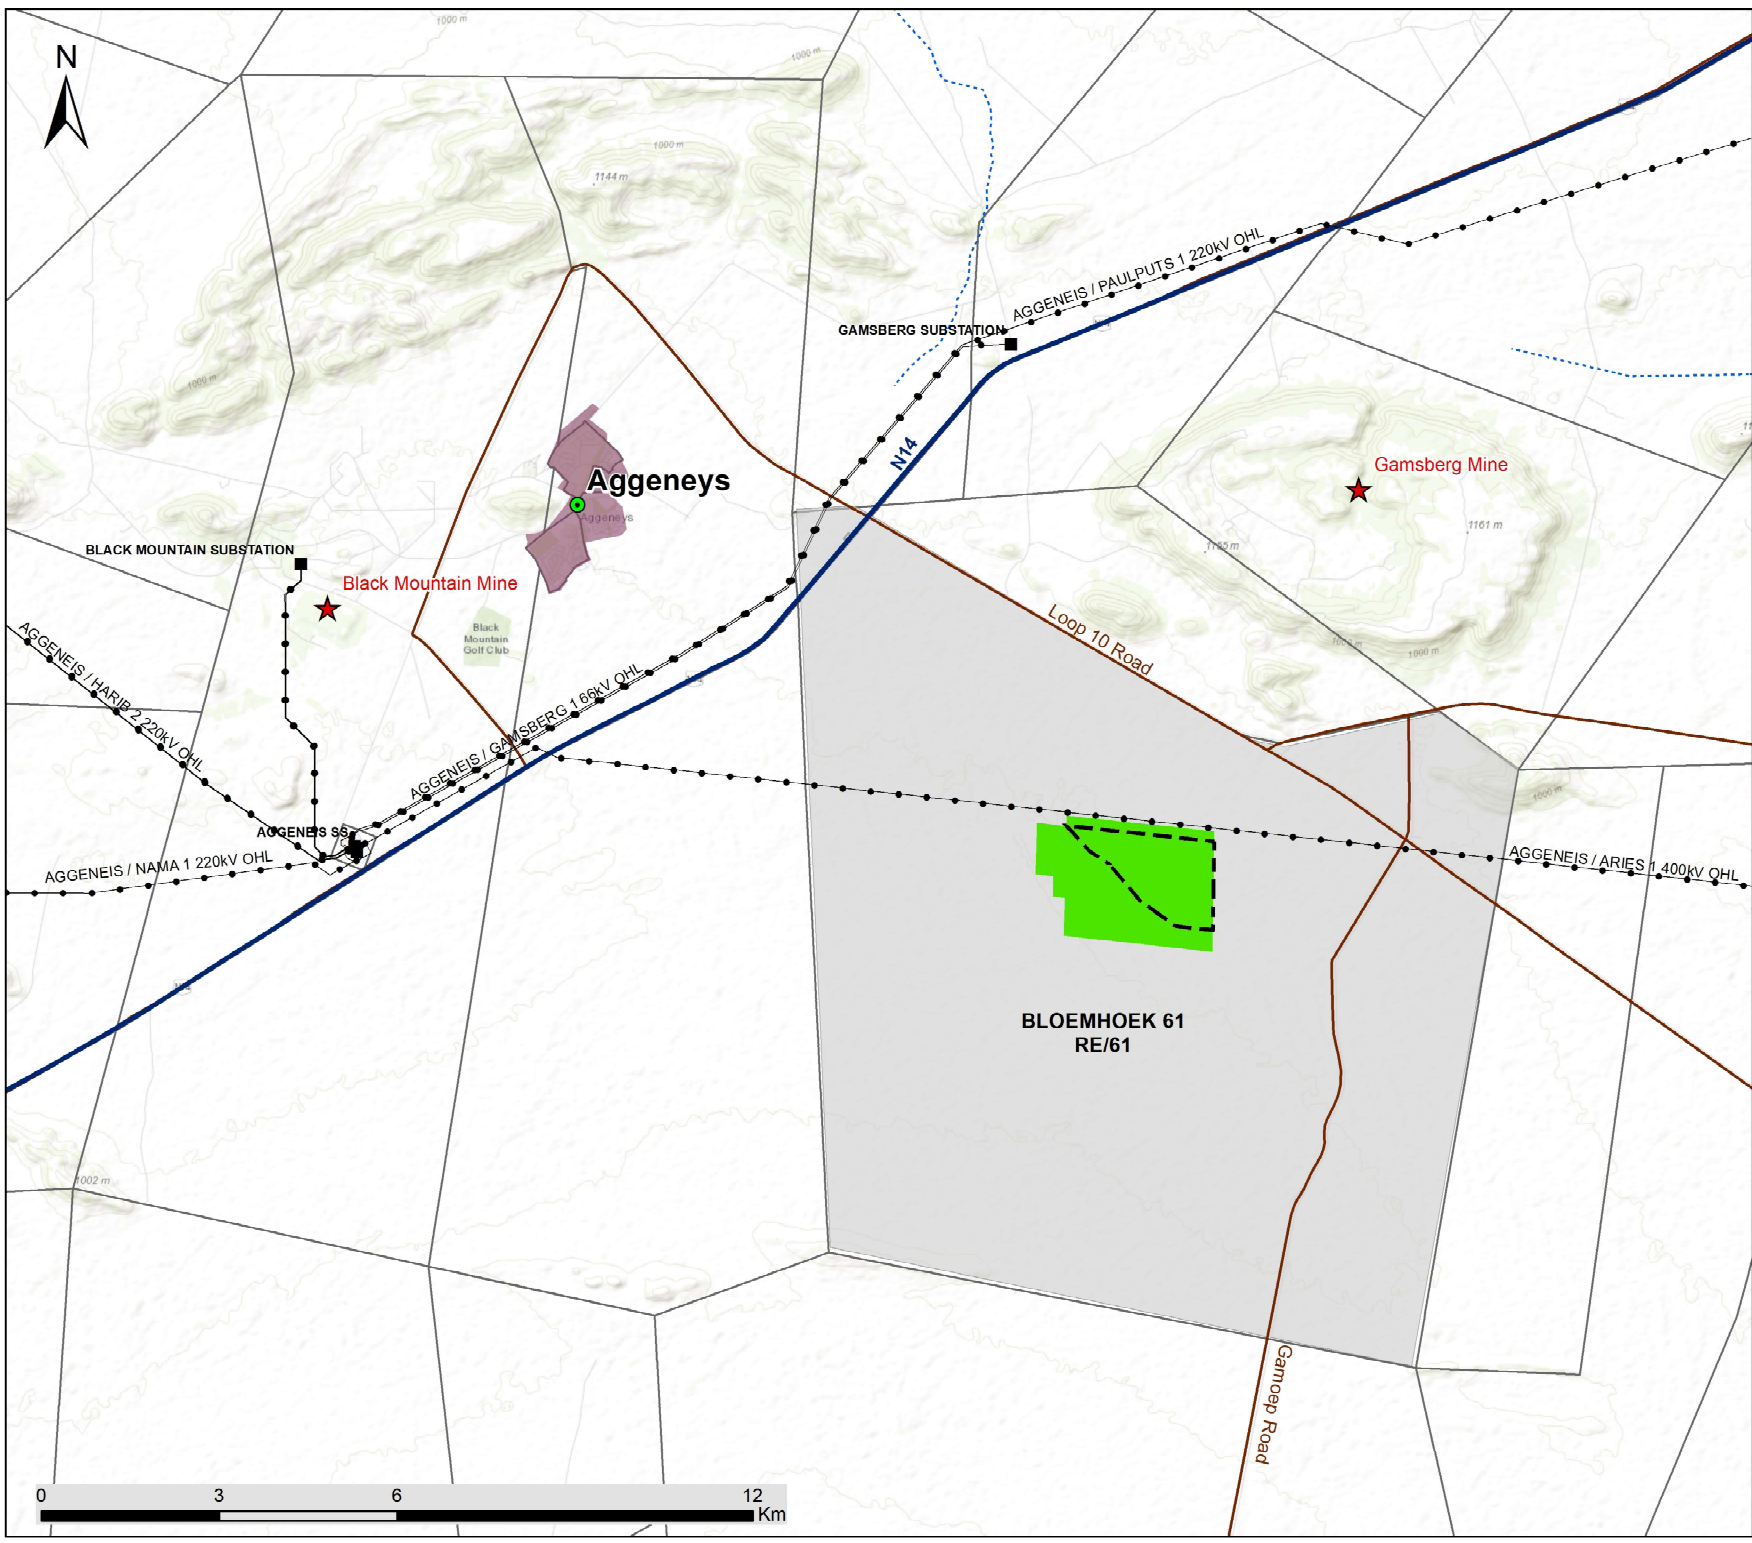 1000 m
N
1000 m
1000 m
1144 m
AGGENEIS / PAULPUTS 1 220kV OHL
GAMSBERG SUBSTATION
1000 m
N14
Gamsberg Mine
Aggeneys
Aggeneys
1161 m
1155 m
BLACK MOUNTAIN SUBSTATION
Black Mountain Mine
Black
Mountain
Golf Club
Loop 10 Road
1000 m
1000 m
AGGENEIS / HARIB 2 220kV OHL
AGGENEIS / GAMSBERG 1 66kV OHL
1000 m
AGGENEIS SS
AGGENEIS / NAMA 1 220kV OHL
AGGENEIS / ARIES 1 400kV OHL
N14
BLOEMHOEK 61
RE/61
1002 m
Gamoep Road
0 3 6 12
Km